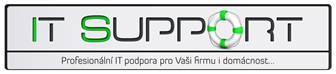 IT SUPPORT
Profesionální IT podpora pro Vaši firmu i domácnost...